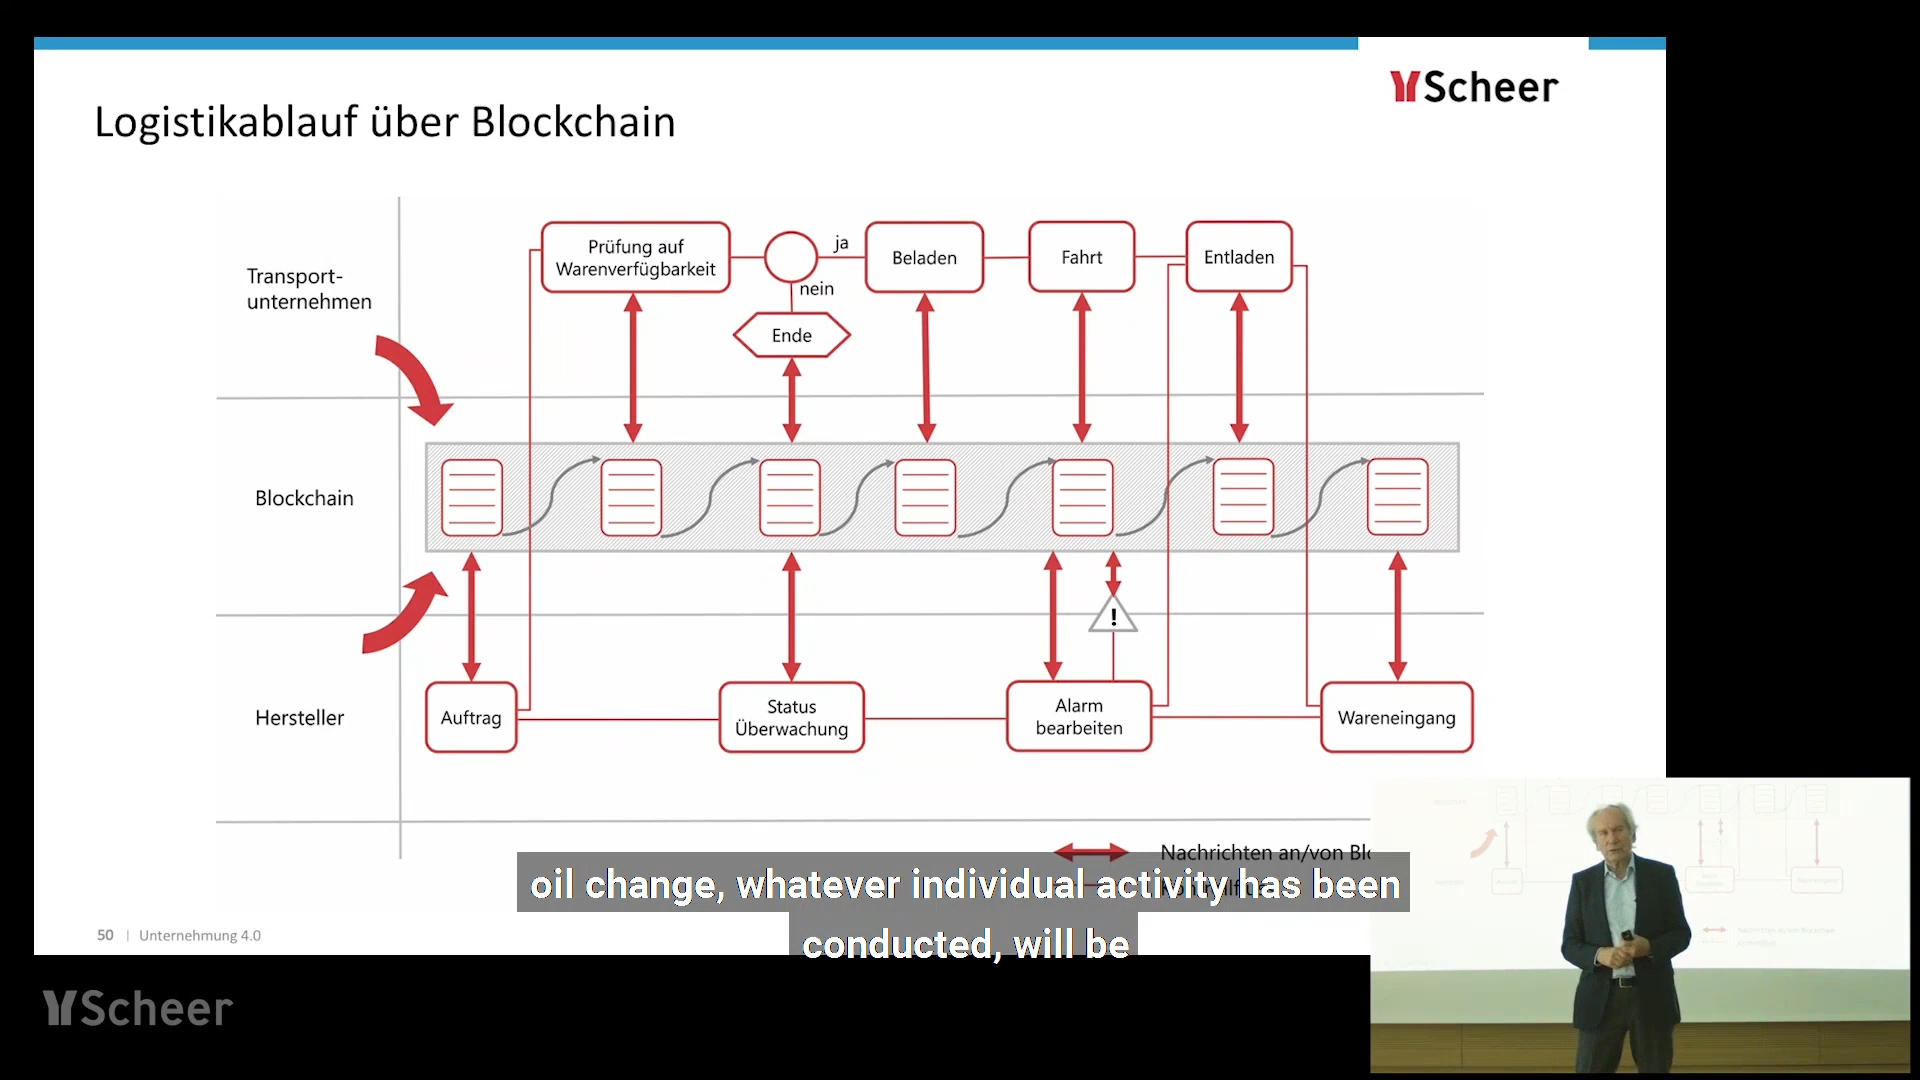 Scheer
Logistikablauf über Blockchain
Transport-
unternehmen
Prüfung auf
Warenverfügbarkeit
ja
nein
Ende
Beladen
Fahrt
Entladen
Blockchain
!
Hersteller
Auftrag
Status
Überwachung
Alarm
bearbeiten
Wareneingang
Nachrichten an/von
oil change, whatever individual activity has been
conducted, will be
50 | Unternehmung 4.0
Scheer